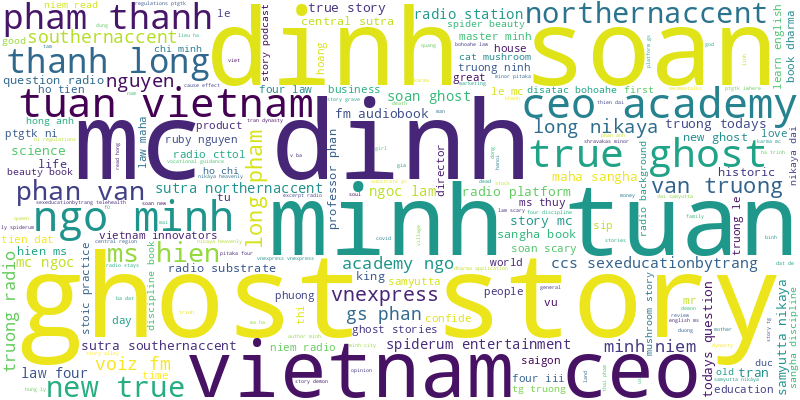 pham thanh
le
dinh
soan
true story
radio station
northernaccent
niem read
southernaccent
central sutra
spider beauty
good
chi minh
story podcast
hoang
master minh
house
learn english
book dharma
thanh long
cat mushroom
great
question radio
nguyen
truong ninh
ho tien
four law
business
le mc
disatac bohoahe first
tuan vietnam
soan ghost
ceo academy
hong anh
mc dinh
fm audiobook
man
long nikaya
truong todays
ptgtk ni
law maha
product
science
ruby nguyen
director
true ghost
new ghost
love
life
radio cttol
professor phan
historic
beauty book
ho chi
maha sangha
nikaya dai
phan van
sutra northernaccent
long pham
ngoc lam
radio platform
van truong
radio background
ngo minh
tu
minh tuan
ms thuy
story mc
sip
vietnam innovators
sangha book
truong le
tien dat
central region
hien ms
ms hien
soan scary
mc ngoc
academy ngo
world
ccs sexeducationbytrang
truong radio
stoic practice
discipline book
radio substrate
king
samyutta
ghost story
phuong
vnexpress
people
mushroom story
mr
day
thi
gs phan
vu
confide
ghost stories
sutra southernaccent
niem radio
spiderum entertainment
minh niem
todays question
samyutta nikaya
sangha discipline
law four
voiz fm
time
saigon
duc
old
tran
new true
vietnam ceo
four iii
tg truong
education